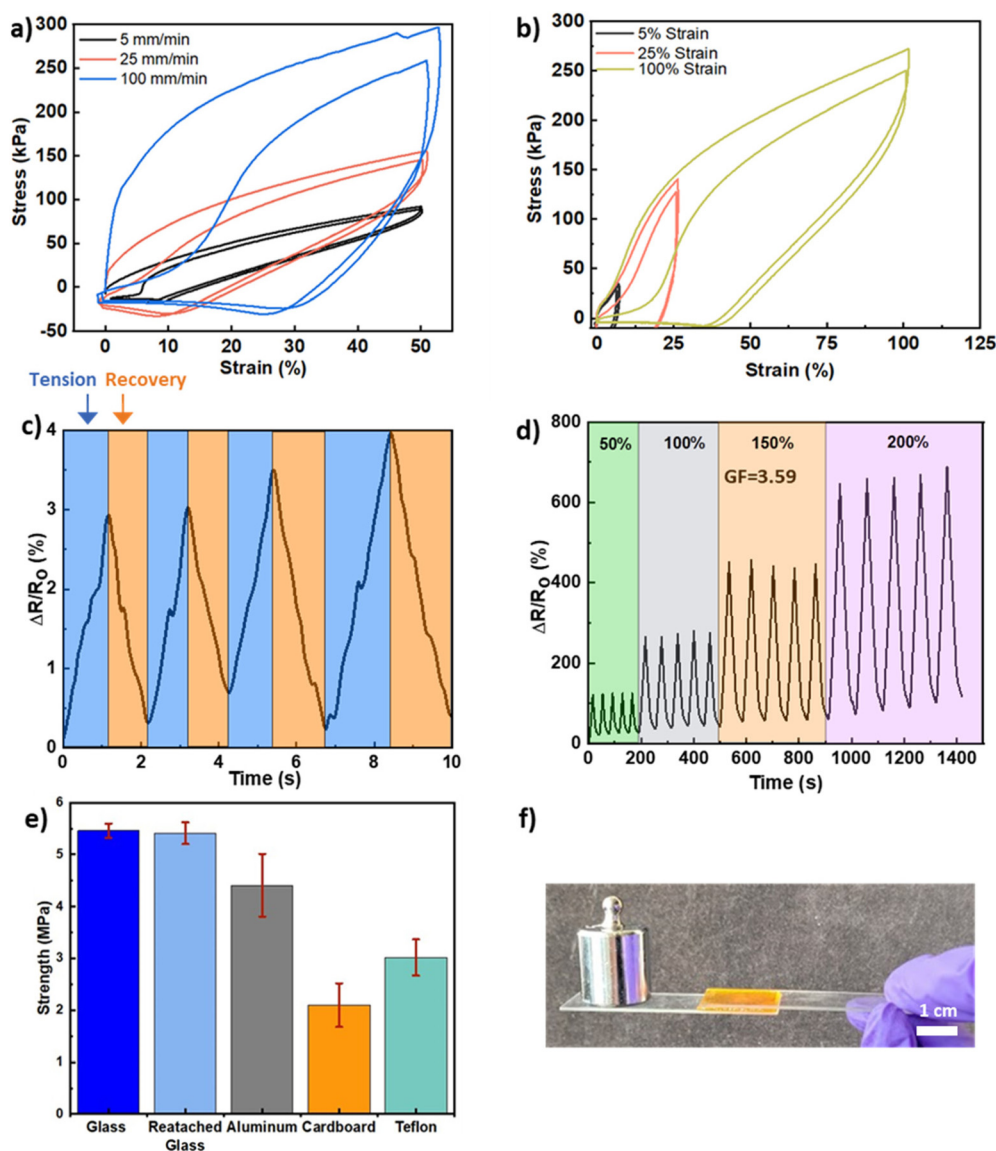 a)
5 mm/min
25 mm/min
100 mm/min
Stress (kPa)
300
250
200
150
100
50
0
-50
0
10
20
30
40
50
Strain (%)
b)
5% Strain
25% Strain
100% Strain
Stress (kPa)
300
250
200
150
100
50
0
0
25
50
75
100
125
Strain (%)
Tension
Recovery
c)
ΔR/R₀ (%)
4
3
2
1
0
0
2
4
6
8
10
Time (s)
d)
50%
100%
150%
200%
GF=3.59
ΔR/R₀ (%)
800
600
400
200
0
0
200
400
600
800
1000
1200
1400
Time (s)
e)
Strength (MPa)
6
5
4
3
2
1
0
Glass
Reatached
Glass
Aluminum
Cardboard
Teflon
f)
1 cm